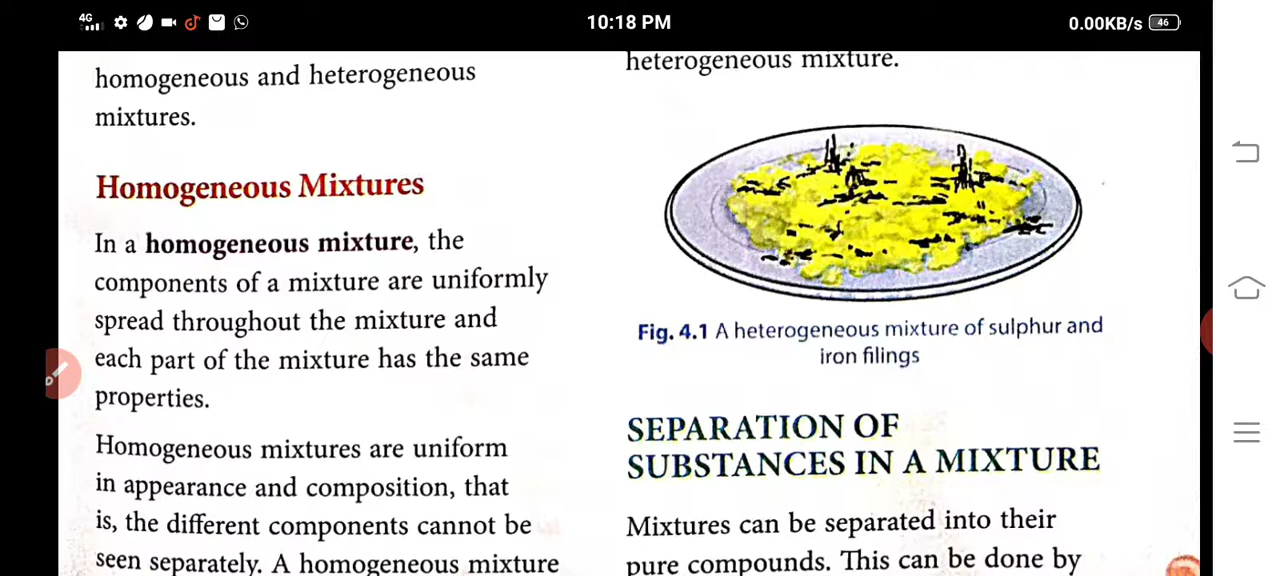 4G
10:18 PM
0.00KB/s
46
homogeneous and heterogeneous
mixtures.
Homogeneous Mixtures
In a homogeneous mixture, the
components of a mixture are uniformly
spread throughout the mixture and
each part of the mixture has the same
properties.
Homogeneous mixtures are uniform
in appearance and composition, that
is, the different components cannot be
seen separately. A homogeneous mixture
heterogeneous mixture.
Fig. 4.1 A heterogeneous mixture of sulphur and
iron filings
SEPARATION OF
SUBSTANCES IN A MIXTURE
Mixtures can be separated into their
pure compounds. This can be done by